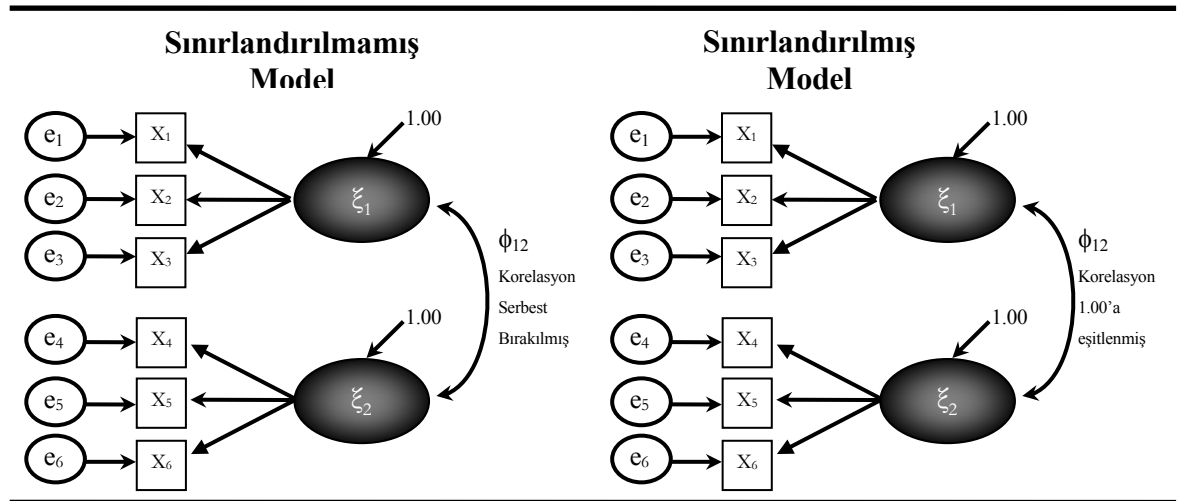 Sınırlandırılmamış
Model
1.00
e1
X1
e2
X2
ξ1
e3
X3
ϕ12
Korelasyon
Serbest
Bırakılmış
1.00
e4
X4
e5
X5
ξ2
e6
X6
Sınırlandırılmış
Model
1.00
e1
X1
e2
X2
ξ1
e3
X3
ϕ12
Korelasyon
1.00’a
eşitlenmiş
1.00
e4
X4
e5
X5
ξ2
e6
X6